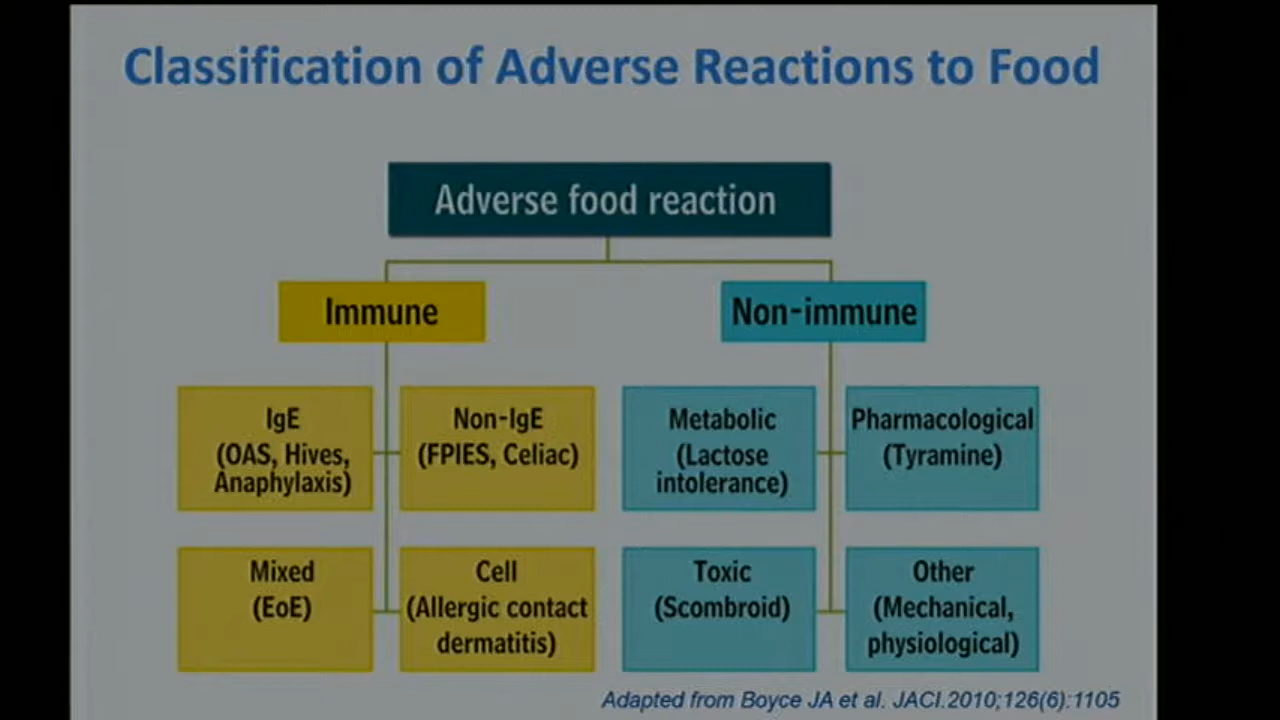 Classification of Adverse Reactions to Food
Adverse food reaction
Immune
Non-immune
IgE
(OAS, Hives,
Anaphylaxis)
Non-IgE
(FPIES, Celiac)
Metabolic
(Lactose
intolerance)
Pharmacological
(Tyramine)
Mixed
(EoE)
Cell
(Allergic contact
dermatitis)
Toxic
(Scombroid)
Other
(Mechanical,
physiological)
Adapted from Boyce JA et al. JACI.2010;126(6):1105